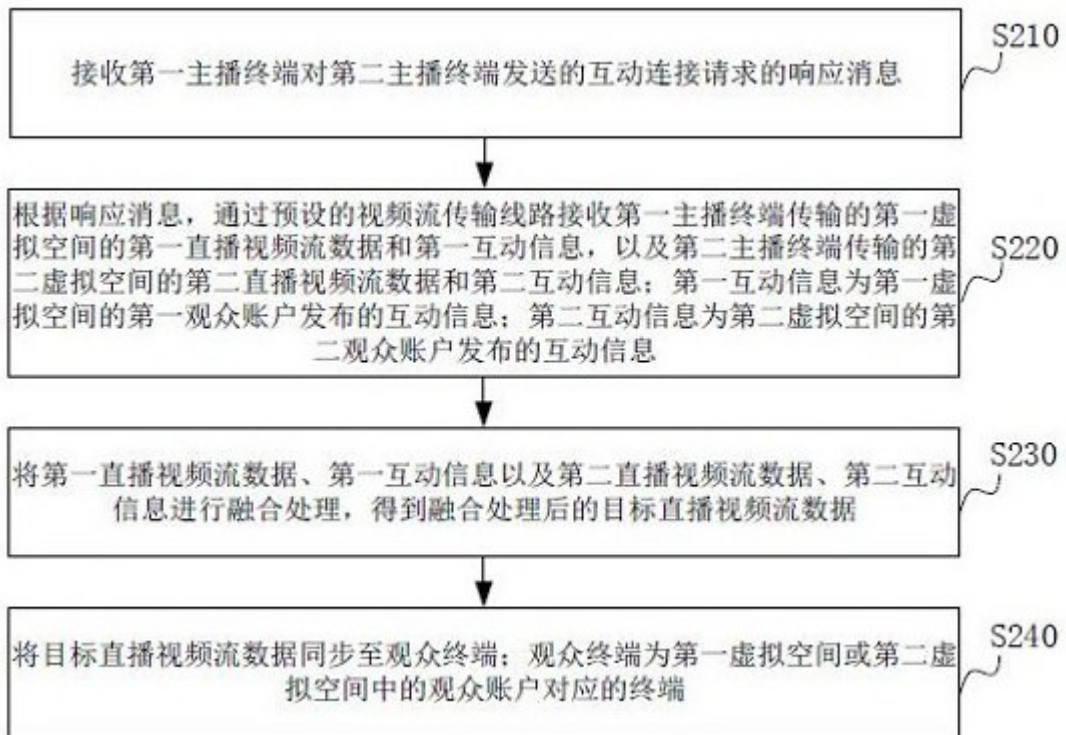 S210
接收第一主播终端对第二主播终端发送的互动连接请求的响应消息
根据响应消息，通过预设的视频流传输线路接收第一主播终端传输的第一虚
拟空间的第一直播视频流数据和第一互动信息，以及第二主播终端传输的第
二虚拟空间的第二直播视频流数据和第二互动信息；第一互动信息为第一虚
拟空间的第一观众账户发布的互动信息；第二互动信息为第二虚拟空间的第
二观众账户发布的互动信息
S220
将第一直播视频流数据、第一互动信息以及第二直播视频流数据、第二互动
信息进行融合处理，得到融合处理后的目标直播视频流数据
S230
将目标直播视频流数据同步至观众终端；观众终端为第一虚拟空间或第二虚
拟空间中的观众账户对应的终端
S240